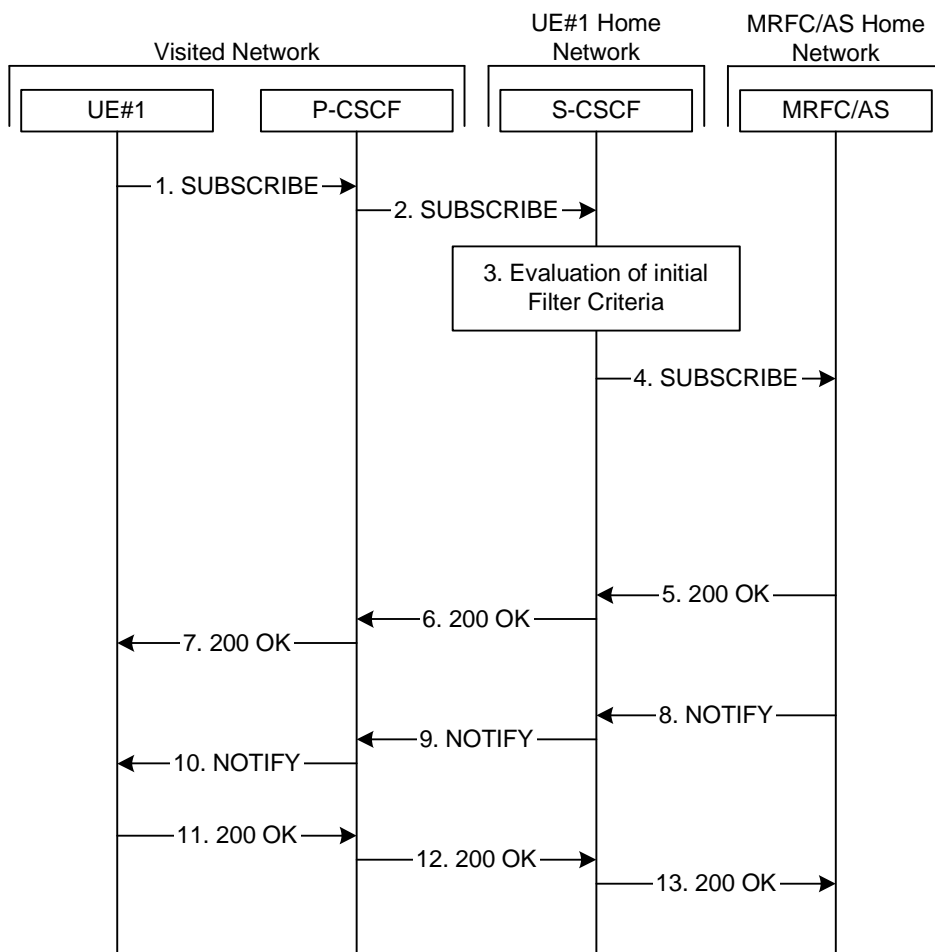 UE#1 Home
Network
MRFC/AS Home
Network
Visited Network
UE#1
P-CSCF
S-CSCF
MRFC/AS
1. SUBSCRIBE
2. SUBSCRIBE
3. Evaluation of initial
Filter Criteria
4. SUBSCRIBE
5. 200 OK
6. 200 OK
7. 200 OK
8. NOTIFY
9. NOTIFY
10. NOTIFY
11. 200 OK
12. 200 OK
13. 200 OK